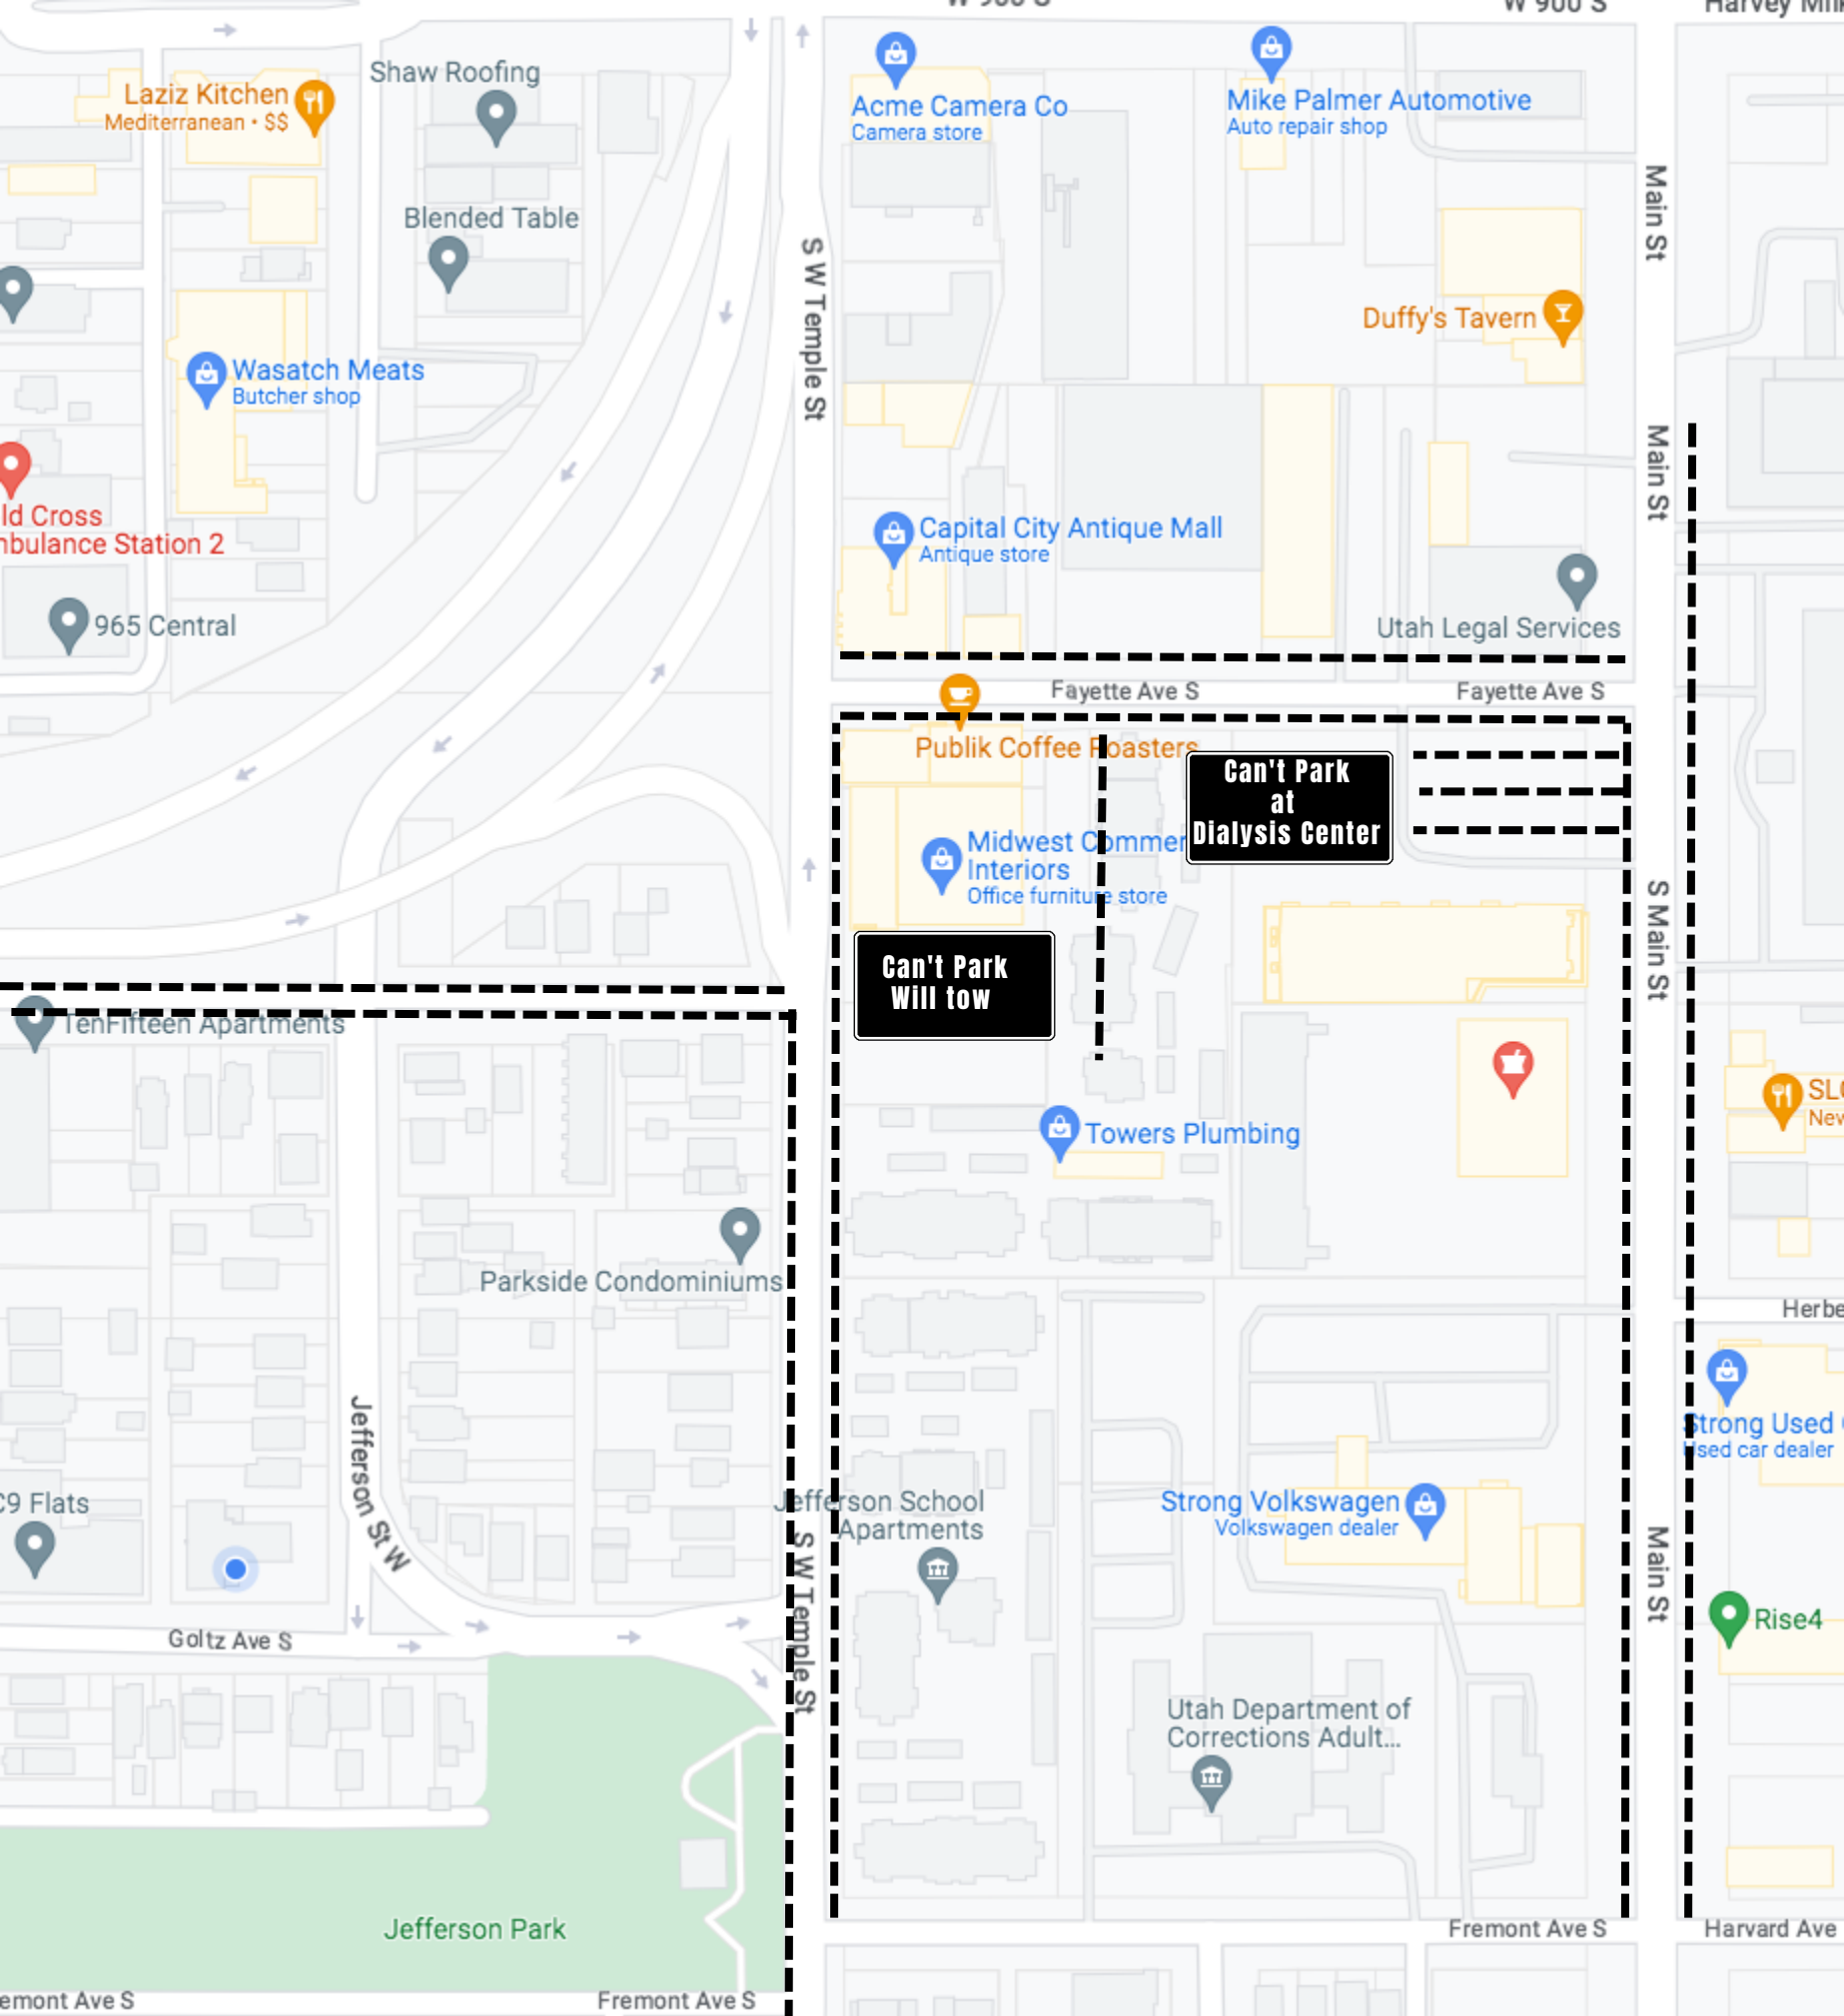 W 900 S
W 900 S
Shaw Roofing
Laziz Kitchen
Mediterranean • $$
Acme Camera Co
Camera store
Mike Palmer Automotive
Auto repair shop
Main St
Blended Table
S W Temple St
Duffy's Tavern
Wasatch Meats
Butcher shop
Main St
ld Cross
mbulance Station 2
Capital City Antique Mall
Antique store
965 Central
Utah Legal Services
Fayette Ave S
Fayette Ave S
Publik Coffee Roasters
Can't Park
at
Dialysis Center
Midwest Commer
Interiors
Office furniture store
S Main St
Can't Park
Will tow
TenFifteen Apartments
SL
New
Towers Plumbing
Parkside Condominiums
Herbe
Jefferson St W
Strong Used
Used car dealer
C9 Flats
Jefferson School
Apartments
Strong Volkswagen
Volkswagen dealer
S W Temple St
Main St
Rise4
Goltz Ave S
Utah Department of
Corrections Adult...
Jefferson Park
Fremont Ave S
Harvard Ave
emont Ave S
Fremont Ave S